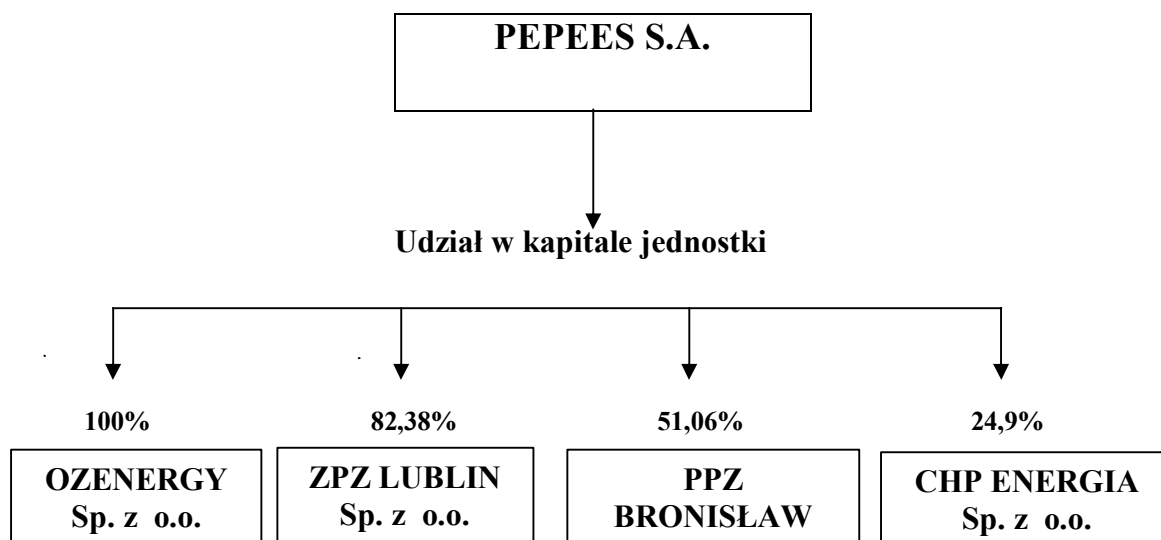 PEPEES S.A.
Udział w kapitale jednostki
100%
82,38%
51,06%
24,9%
OZENERGY
Sp. z o.o.
ZPZ LUBLIN
Sp. z o.o.
PPZ
BRONISŁAW
CHP ENERGIA
Sp. z o.o.